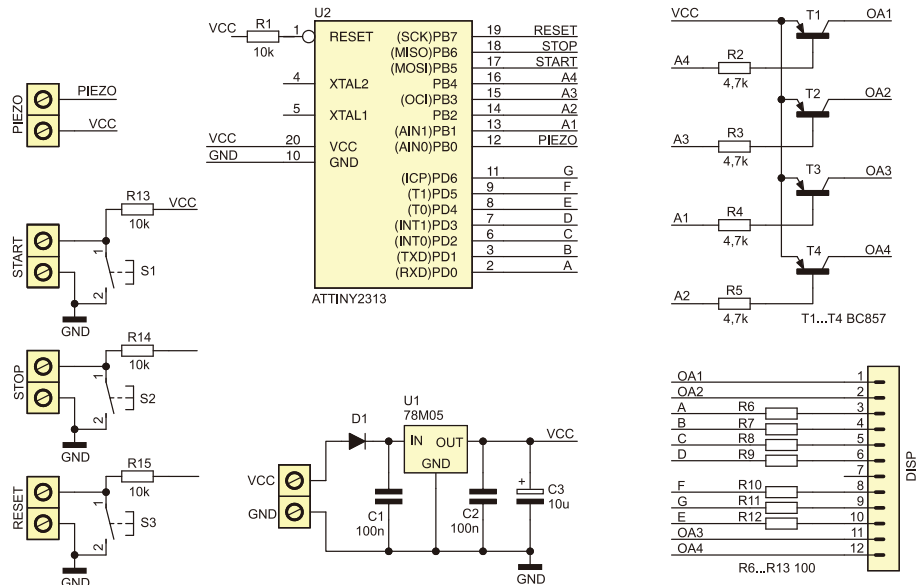 PIEZO
PIEZO
VCC
START
R13
10k
VCC
1
2
S1
GND
STOP
R14
10k
1
2
S2
GND
RESET
R15
10k
1
2
S3
GND
U2
VCC R1 10k 1 RESET
4 XTAL2
5 XTAL1
VCC 20 VCC
GND 10 GND
(SCK)PB7 19 RESET
(MISO)PB6 18 STOP
(MOSI)PB5 17 START
PB4 16 A4
(OCI)PB3 15 A3
PB2 14 A2
(AIN1)PB1 13 A1
(AIN0)PB0 12 PIEZO
(ICP)PD6 11 G
(T1)PD5 9 F
(T0)PD4 8 E
(INT1)PD3 7 D
(INT0)PD2 6 C
(TXD)PD1 3 B
(RXD)PD0 2 A
ATTINY2313
VCC
GND
D1
U1
78M05
IN OUT
GND
VCC
C1
100n
C2
100n
+
C3
10u
GND
VCC T1 OA1
A4 R2
4,7k
T2 OA2
A3 R3
4,7k
T3 OA3
A1 R4
4,7k
T4 OA4
A2 R5
4,7k
T1...T4 BC857
OA1 1
OA2 2
A R6 3
B R7 4
C R8 5
D R9 6
7
F R10 8
G R11 9
E R12 10
OA3 11
OA4 12
DISP
R6...R13 100